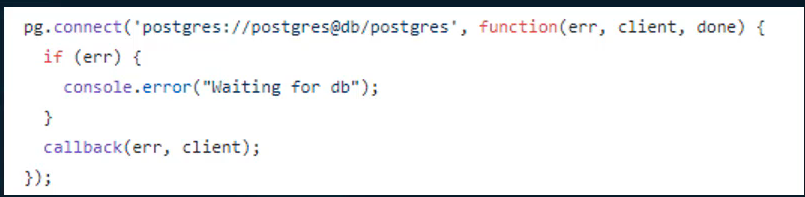 pg.connect('postgres://postgres@db/postgres', function(err, client, done) {
  if (err) {
    console.error("Waiting for db");
  }
  callback(err, client);
});